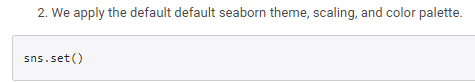 2. We apply the default default seaborn theme, scaling, and color palette.
sns.set()